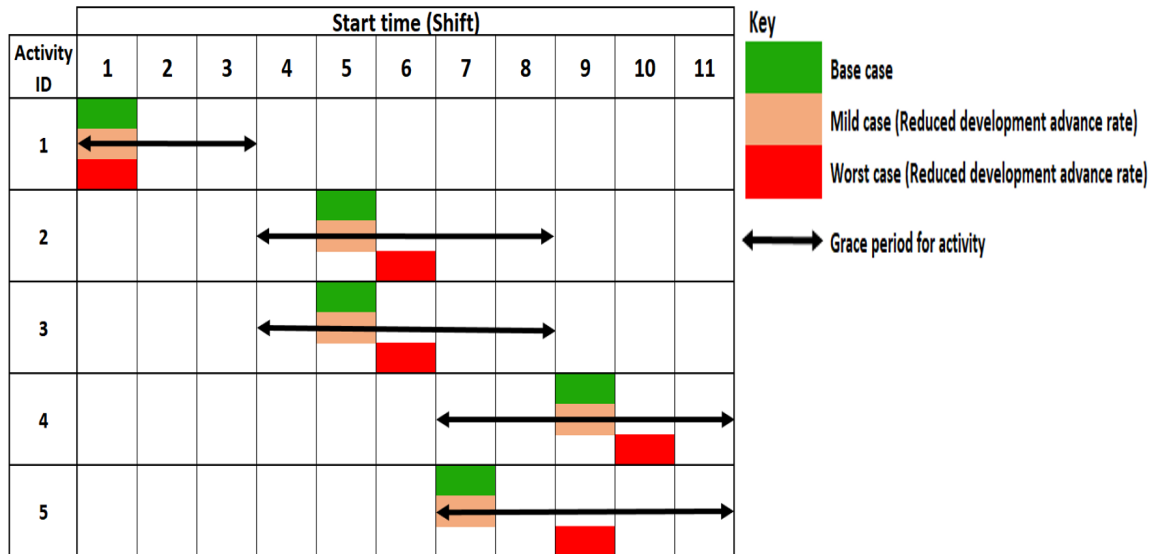 Start time (Shift)
Activity ID 1 2 3 4 5 6 7 8 9 10 11
1
2
3
4
5
Key
Base case
Mild case (Reduced development advance rate)
Worst case (Reduced development advance rate)
Grace period for activity